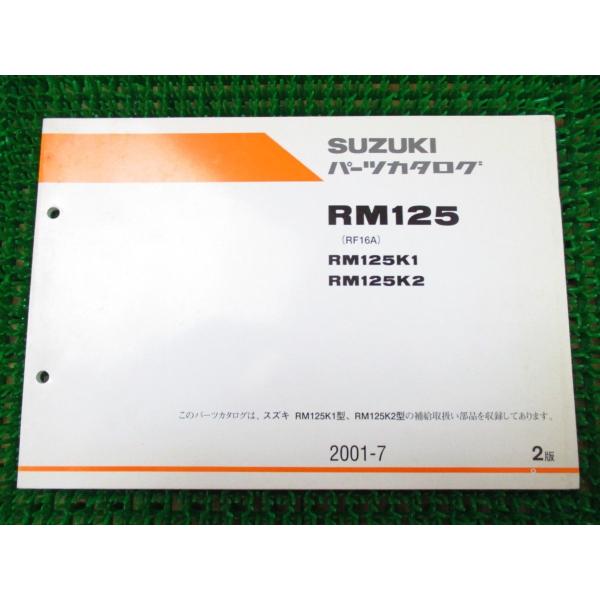 SUZUKI
パーツカタログ
RM125
(RF16A)
RM125K1
RM125K2
このパーツカタログは、スズキ RM125K1型、RM125K2型の補給取扱い部品を収録してあります。
2001-7
2版